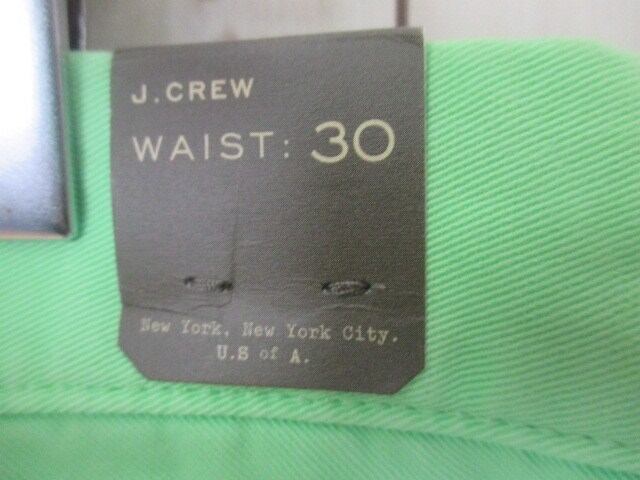 J.CREW
WAIST: 30
New York, New York City,
U.S of A.